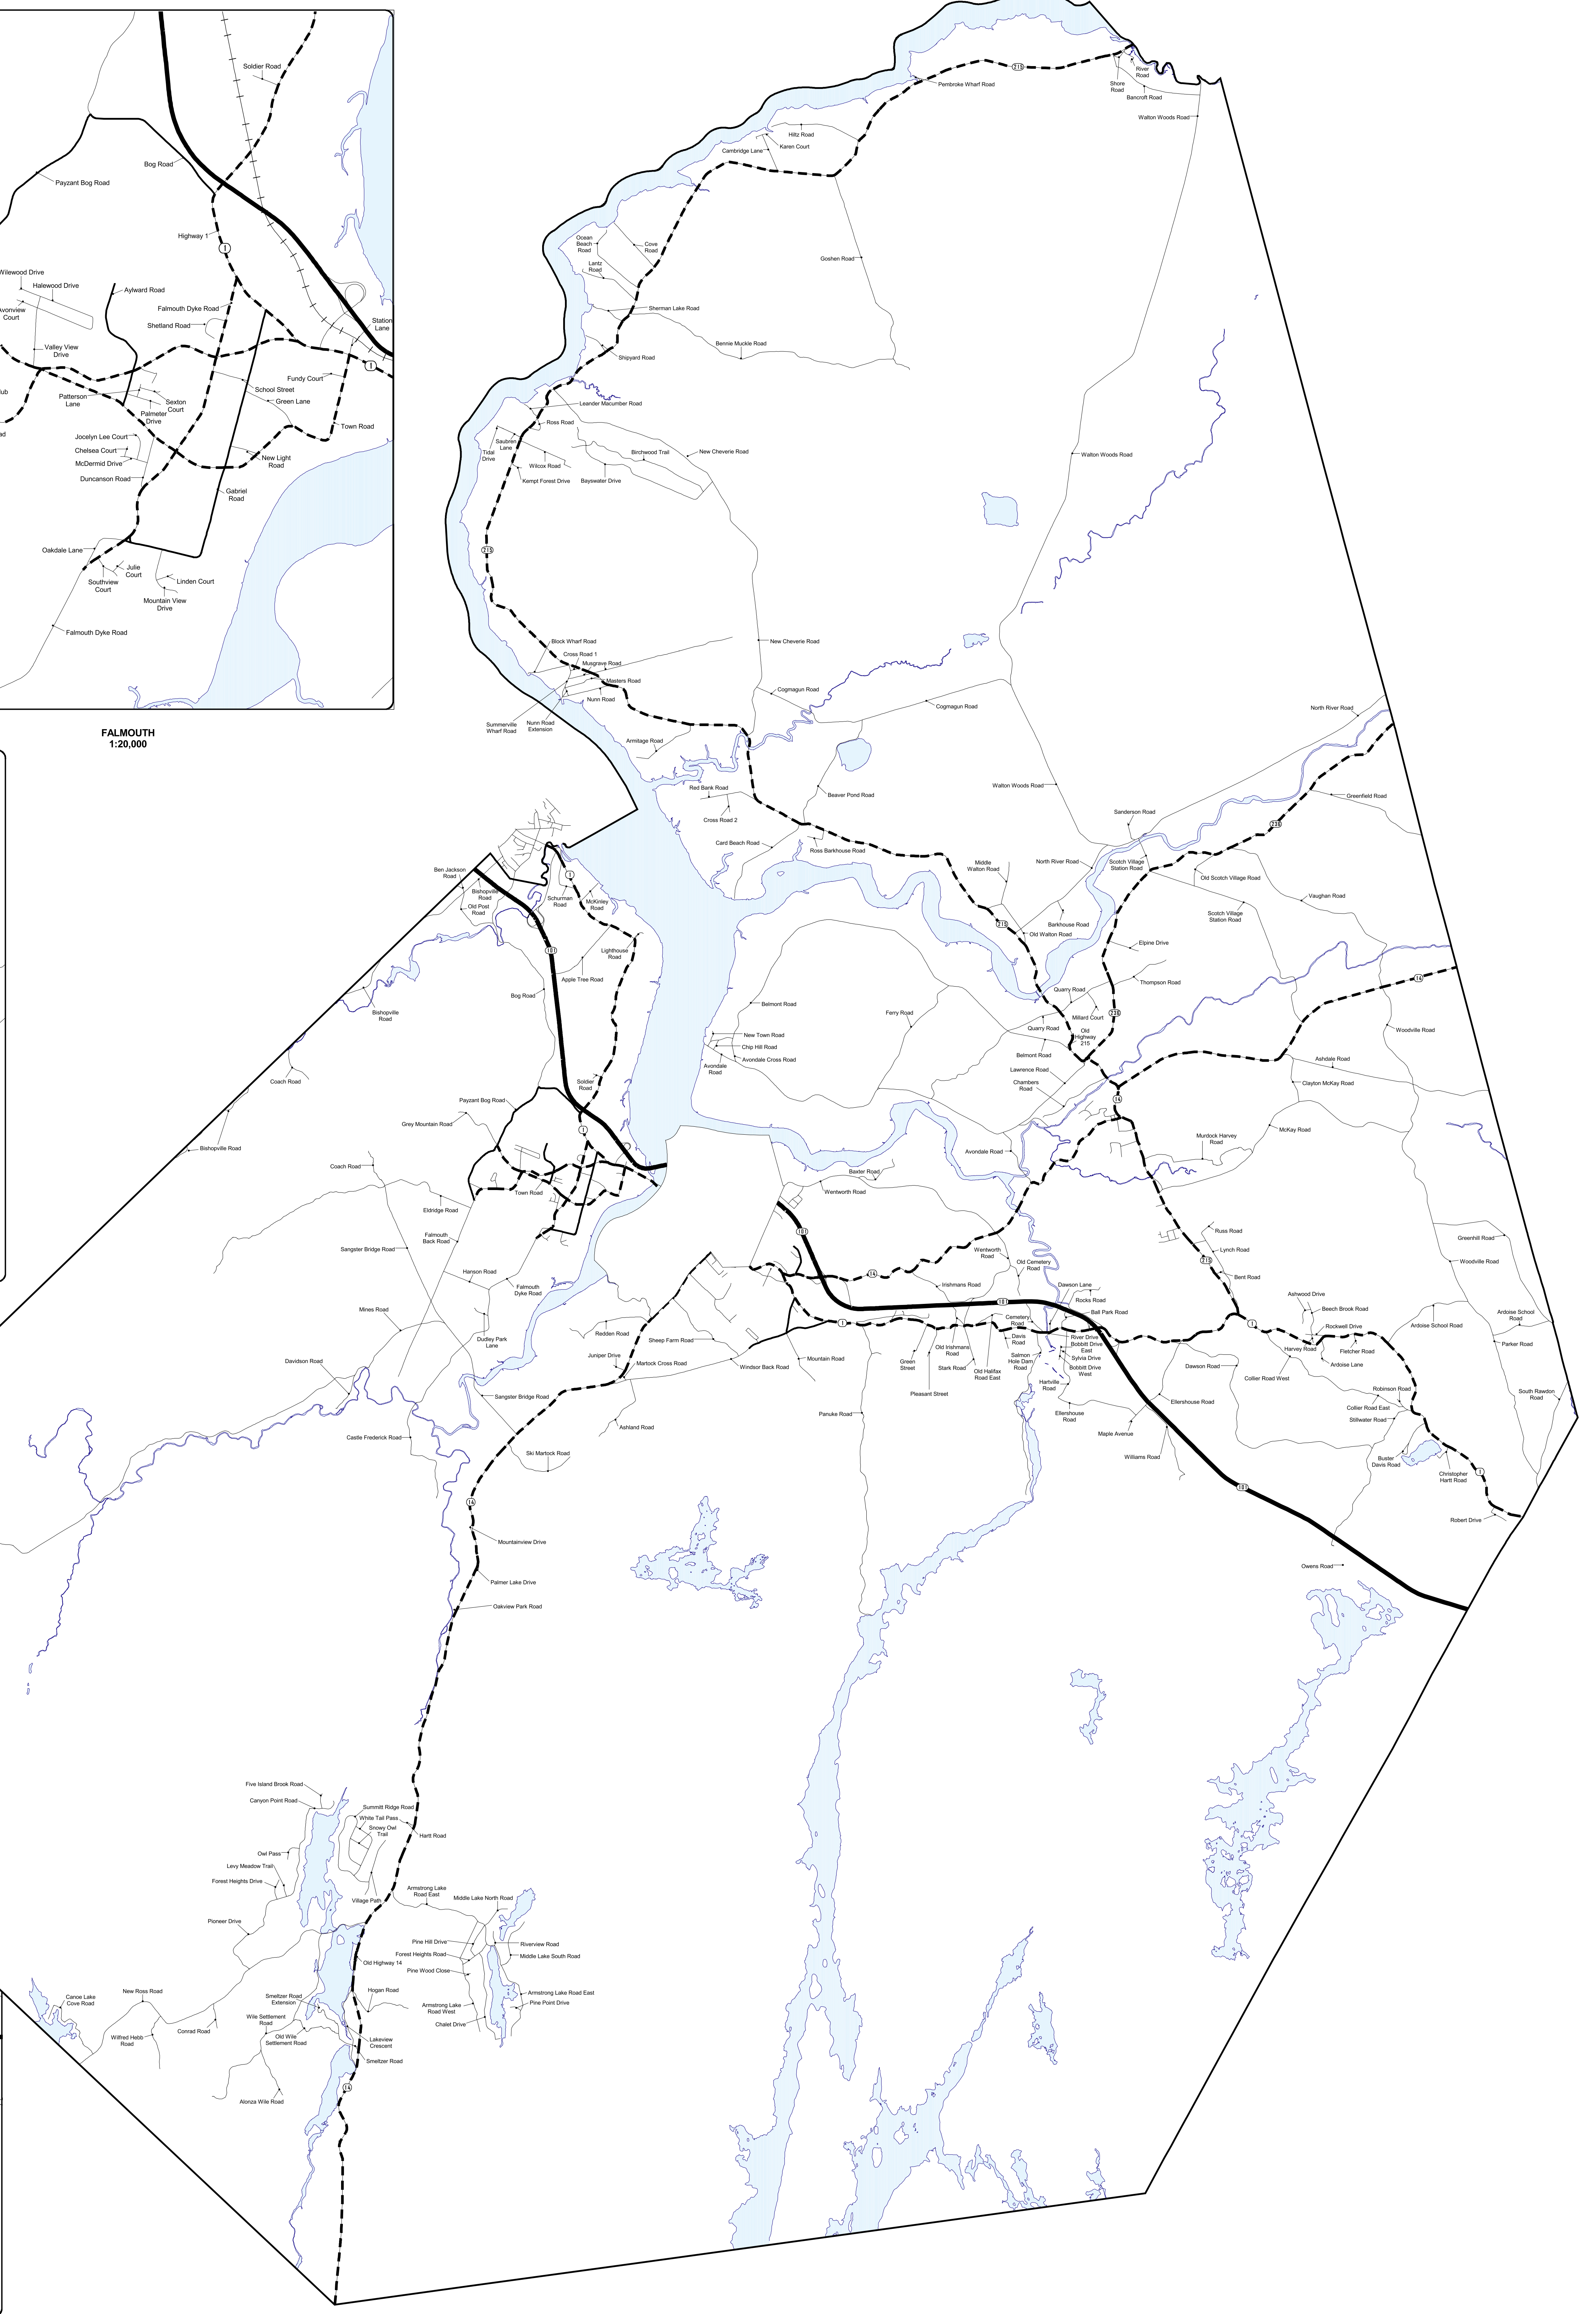 Soldier Road
Bog Road
Payzant Bog Road
Highway 1
1
Halewood Drive
Court
Aylward Road
Falmouth Dyke Road
Shetland Road
Station
Lane
Valley View
Drive
1
Fundy Court
School Street
Green Lane
Patterson
Lane
Sexton
Court
Palmeter
Drive
Town Road
Jocelyn Lee Court
Chelsea Court
McDermid Drive
New Light
Road
Duncanson Road
Gabriel
Road
Oakdale Lane
Julie
Court
Southview
Court
Linden Court
Mountain View
Drive
Falmouth Dyke Road
FALMOUTH
1:20,000
215
River
Road
Shore
Road
Bancroft Road
Pembroke Wharf Road
Walton Woods Road
Hiltz Road
Karen Court
Cambridge Lane
Ocean
Beach
Road
Cove
Road
Lantz
Road
Goshen Road
Sherman Lake Road
Bennie Muckle Road
Shipyard Road
Leander Macumber Road
Ross Road
Saubren
Lane
Tidal
Drive
Wilcox Road
Kempt Forest Drive
Birchwood Trail
Bayswater Drive
New Cheverie Road
Walton Woods Road
215
Block Wharf Road
Cross Road 1
Musgrave Road
Masters Road
Nunn Road
Summerville
Wharf Road
Nunn Road
Extension
New Cheverie Road
Cogmagun Road
Cogmagun Road
Armitage Road
North River Road
Red Bank Road
Cross Road 2
Beaver Pond Road
Walton Woods Road
Greenfield Road
Sanderson Road
236
Card Beach Road
Ross Barkhouse Road
Middle
Walton Road
North River Road
Scotch Village
Station Road
Old Scotch Village Road
Ben Jackson
Road
Bishopville
Road
Old Post
Road
1
Schurman
Road
McKinley
Road
Vaughan Road
Scotch Village
Station Road
215
Barkhouse Road
Old Walton Road
101
Lighthouse
Road
Apple Tree Road
Elpine Drive
Thompson Road
14
Bog Road
Bishopville
Road
Belmont Road
Ferry Road
Quarry Road
Millard Court
236
Quarry Road
Old
Highway
215
Woodville Road
New Town Road
Chip Hill Road
Avondale Cross Road
Avondale
Road
Belmont Road
Lawrence Road
Chambers
Road
Ashdale Road
Clayton McKay Road
Coach Road
Soldier
Road
Payzant Bog Road
Grey Mountain Road
1
14
McKay Road
Murdock Harvey
Road
Bishopville Road
Coach Road
Avondale Road
Baxter Road
Wentworth Road
Town Road
Eldridge Road
Falmouth
Back Road
Sangster Bridge Road
101
Russ Road
Lynch Road
215
Greenhill Road
Woodville Road
Wentworth
Road
Old Cemetery
Road
Hanson Road
Falmouth
Dyke Road
14
Irishmans Road
Dawson Lane
Rocks Road
Ball Park Road
Bent Road
Ashwood Drive
Beech Brook Road
Rockwell Drive
Ardoise School Road
Ardoise School
Road
Mines Road
101
Cemetery
Road
1
1
Redden Road
Sheep Farm Road
Dudley Park
Lane
Davis
Road
River Drive
Bobbitt Drive
East
Sylvia Drive
Bobbitt Drive
West
Salmon
Hole Dam
Road
Harvey Road
Fletcher Road
Ardoise Lane
Parker Road
Old Irishmans
Road
Green
Street
Stark Road
Old Halifax
Road East
Juniper Drive
Martock Cross Road
Windsor Back Road
Mountain Road
Davidson Road
Dawson Road
Collier Road West
Pleasant Street
Hartville
Road
Robinson Road
South Rawdon
Road
Sangster Bridge Road
Ellershouse Road
Collier Road East
Stillwater Road
Panuke Road
Ellershouse
Road
Ashland Road
Castle Frederick Road
Maple Avenue
Ski Martock Road
Williams Road
Buster
Davis Road
Christopher
Hartt Road
1
101
14
Robert Drive
Mountainview Drive
Owens Road
Palmer Lake Drive
Oakview Park Road
Five Island Brook Road
Canyon Point Road
Summitt Ridge Road
White Tail Pass
Snowy Owl
Trail
Hartt Road
Owl Pass
Levy Meadow Trail
Forest Heights Drive
Armstrong Lake
Road East
Middle Lake North Road
Village Path
Pioneer Drive
Pine Hill Drive
Riverview Road
Forest Heights Road
Middle Lake South Road
Old Highway 14
Pine Wood Close
Canoe Lake
Cove Road
New Ross Road
Smeltzer Road
Extension
Hogan Road
Armstrong Lake Road East
Armstrong Lake
Road West
Pine Point Drive
Wile Settlement
Road
Chalet Drive
Conrad Road
Wilfred Hebb
Road
Old Wile
Settlement Road
Lakeview
Crescent
Smeltzer Road
14
Alonza Wile Road